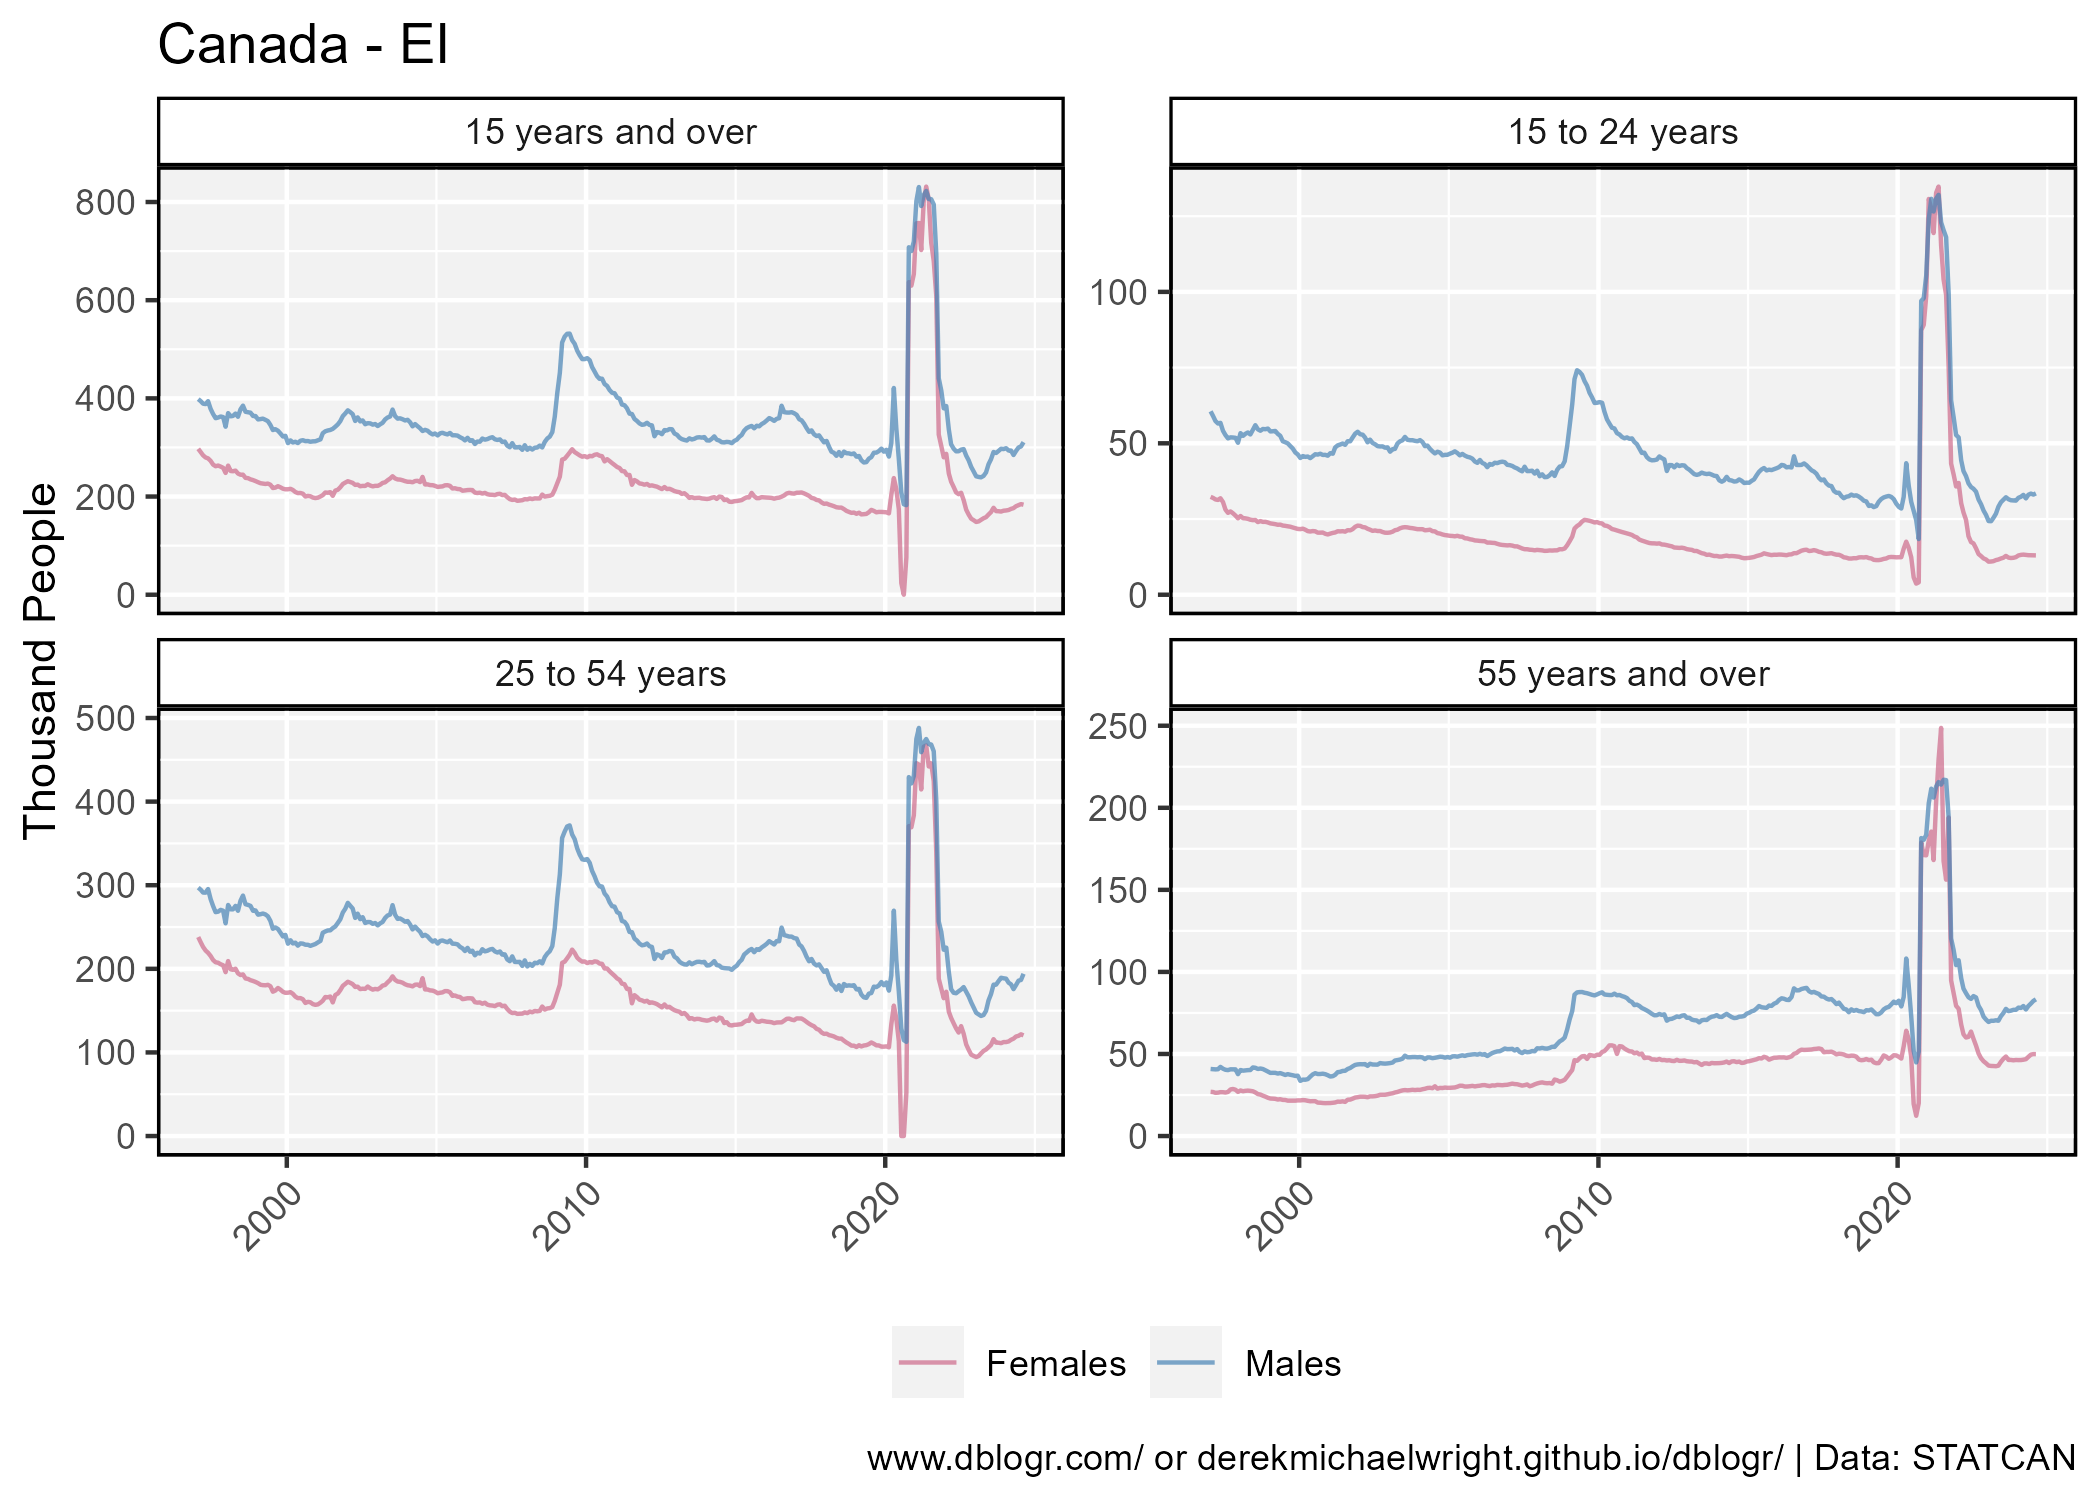 Canada - EI
15 years and over
15 to 24 years
800
600
400
200
0
100
50
0
Thousand People
25 to 54 years
55 years and over
500
400
300
200
100
0
250
200
150
100
50
0
2000
2010
2020
2000
2010
2020
Females
Males
www.dblogr.com/ or derekmichaelwright.github.io/dblogr/ | Data: STATCAN